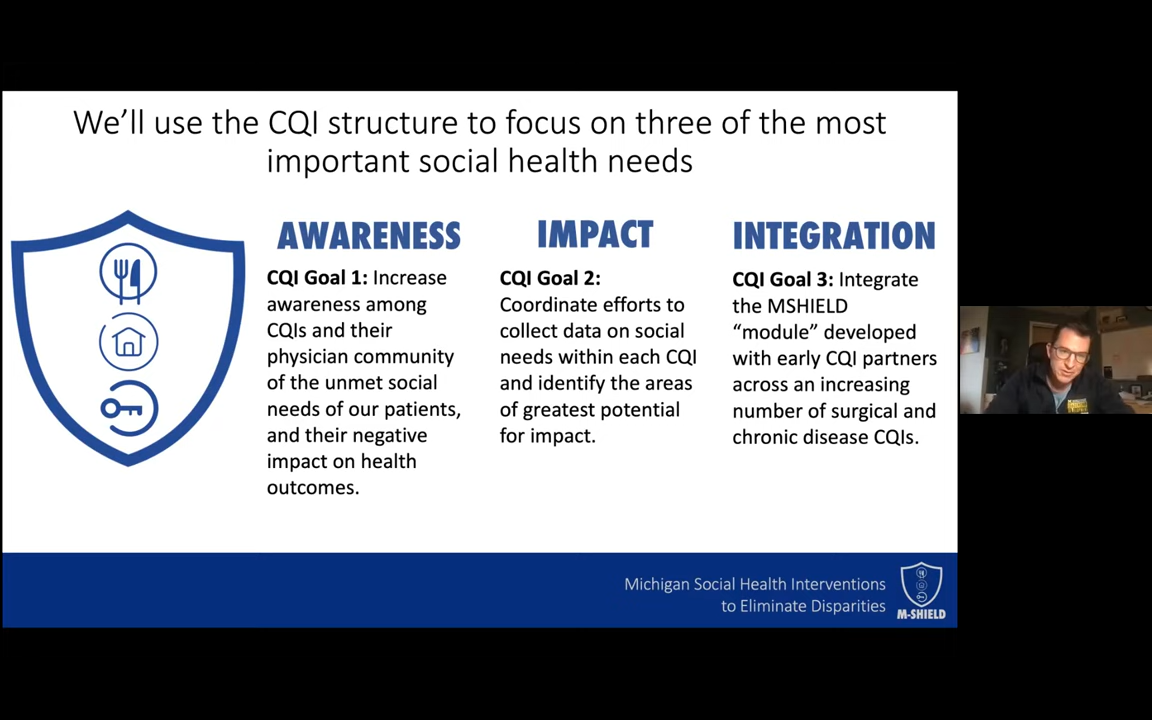 We’ll use the CQI structure to focus on three of the most
important social health needs
AWARENESS
CQI Goal 1: Increase
awareness among
CQIs and their
physician community
of the unmet social
needs of our patients,
and their negative
impact on health
outcomes.
IMPACT
CQI Goal 2:
Coordinate efforts to
collect data on social
needs within each CQI
and identify the areas
of greatest potential
for impact.
INTEGRATION
CQI Goal 3: Integrate
the MSHIELD
“module” developed
with early CQI partners
across an increasing
number of surgical and
chronic disease CQIs.
Michigan Social Health Interventions
to Eliminate Disparities
M-SHIELD